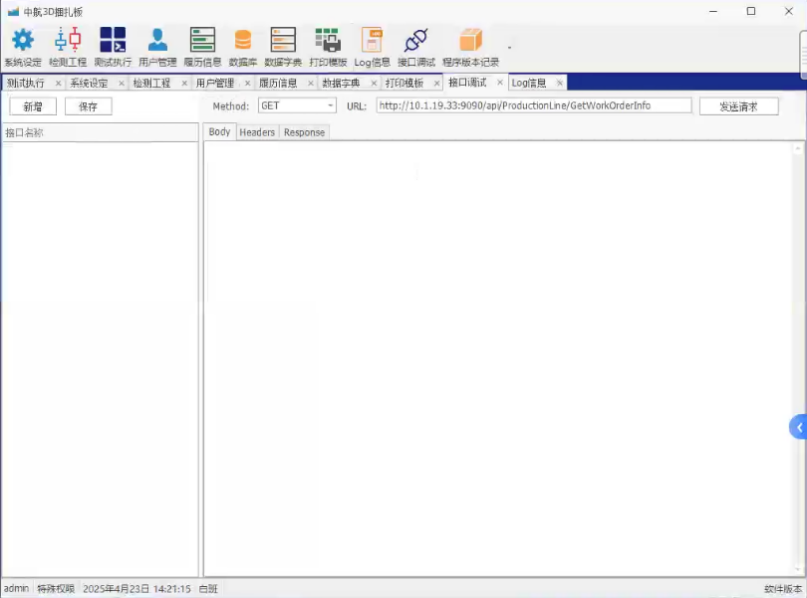 中航3D捆扎板
系统设定 检测工程 测试执行 用户管理 履历信息 数据库 数据字典 打印模板 Log信息 接口调试 程序版本记录
测试执行 × 系统设定 × 检测工程 × 用户管理 × 履历信息 × 数据字典 × 打印模板 × 接口调试 × Log信息 ×
新增 保存 Method: GET URL: http://10.1.19.33:9090/api/ProductionLine/GetWorkOrderInfo 发送请求
接口名称 Body Headers Response
admin 特殊权限 2025年4月23日 14:21:15 白班 软件版本